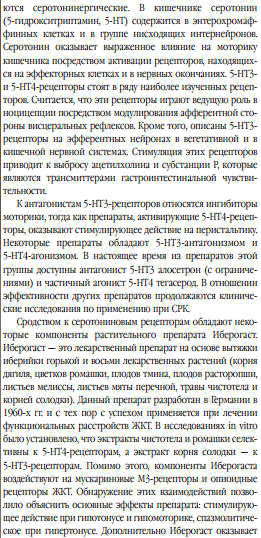 ются серотонинергические. В кишечнике серотонин
(5-гидрокситриптамин, 5-НТ) содержится в энтерохромаф-
финных клетках и в группе нисходящих интернейронов.
Серотонин оказывает выраженное влияние на моторику
кишечника посредством активации рецепторов, находящих-
ся на эффекторных клетках и в нервных окончаниях. 5-НТ3-
и 5-НТ4-рецепторы стоят в ряду наиболее изученных рецеп-
торов. Считается, что эти рецепторы играют ведущую роль в
ноцицепции посредством модулирования афферентной сто-
роны висцеральных рефлексов. Кроме того, описаны 5-НТ3-
рецепторы на эфферентных нейронах в вегетативной и в
кишечной нервной системах. Стимуляция этих рецепторов
приводит к выбросу ацетилхолина и субстанции Р, которые
являются трансмиттерами гастроинтестинальной чувстви-
тельности.
К антагонистам 5-НТ3-рецепторов относятся ингибиторы
моторики, тогда как препараты, активирующие 5-НТ4-рецеп-
торы, оказывают стимулирующее действие на перистальтику.
Некоторые препараты обладают 5-НТ3-антагонизмом и
5-НТ4-агонизмом. В настоящее время из препаратов этой
группы доступны антагонист 5-НТ3 алосетрон (с ограниче-
ниями) и частичный агонист 5-НТ4 тегасерод. В отношении
эффективности других препаратов продолжаются клиниче-
ские исследования по применению при СРК.
Сродством к серотониновым рецепторам обладают неко-
торые компоненты растительного препарата Иберогаст.
Иберогаст — это лекарственный препарат на основе вытяжки
иберийки горькой и восьми лекарственных растений (корня
дягиля, цветков ромашки, плодов тмина, плодов расторопши,
листьев мелиссы, листьев мяты перечной, травы чистотела и
корней солодки). Данный препарат разработан в Германии в
1960-х гг. и с тех пор с успехом применяется при лечении
функциональных расстройств ЖКТ. В исследованиях in vitro
было установлено, что экстракты чистотела и ромашки селек-
тивны к 5-НТ4-рецепторам, а экстракт корня солодки — к
5-НТ3-рецепторам. Помимо этого, компоненты Иберогаста
воздействуют на мускариновые М3-рецепторы и опиоидные
рецепторы ЖКТ. Обнаружение этих взаимодействий позво-
лило объяснить основные эффекты препарата: стимулирую-
щее действие при гипотонусе и гипомоторике, спазмолитиче-
ское при гипертонусе. Дополнительно Иберогаст оказывает